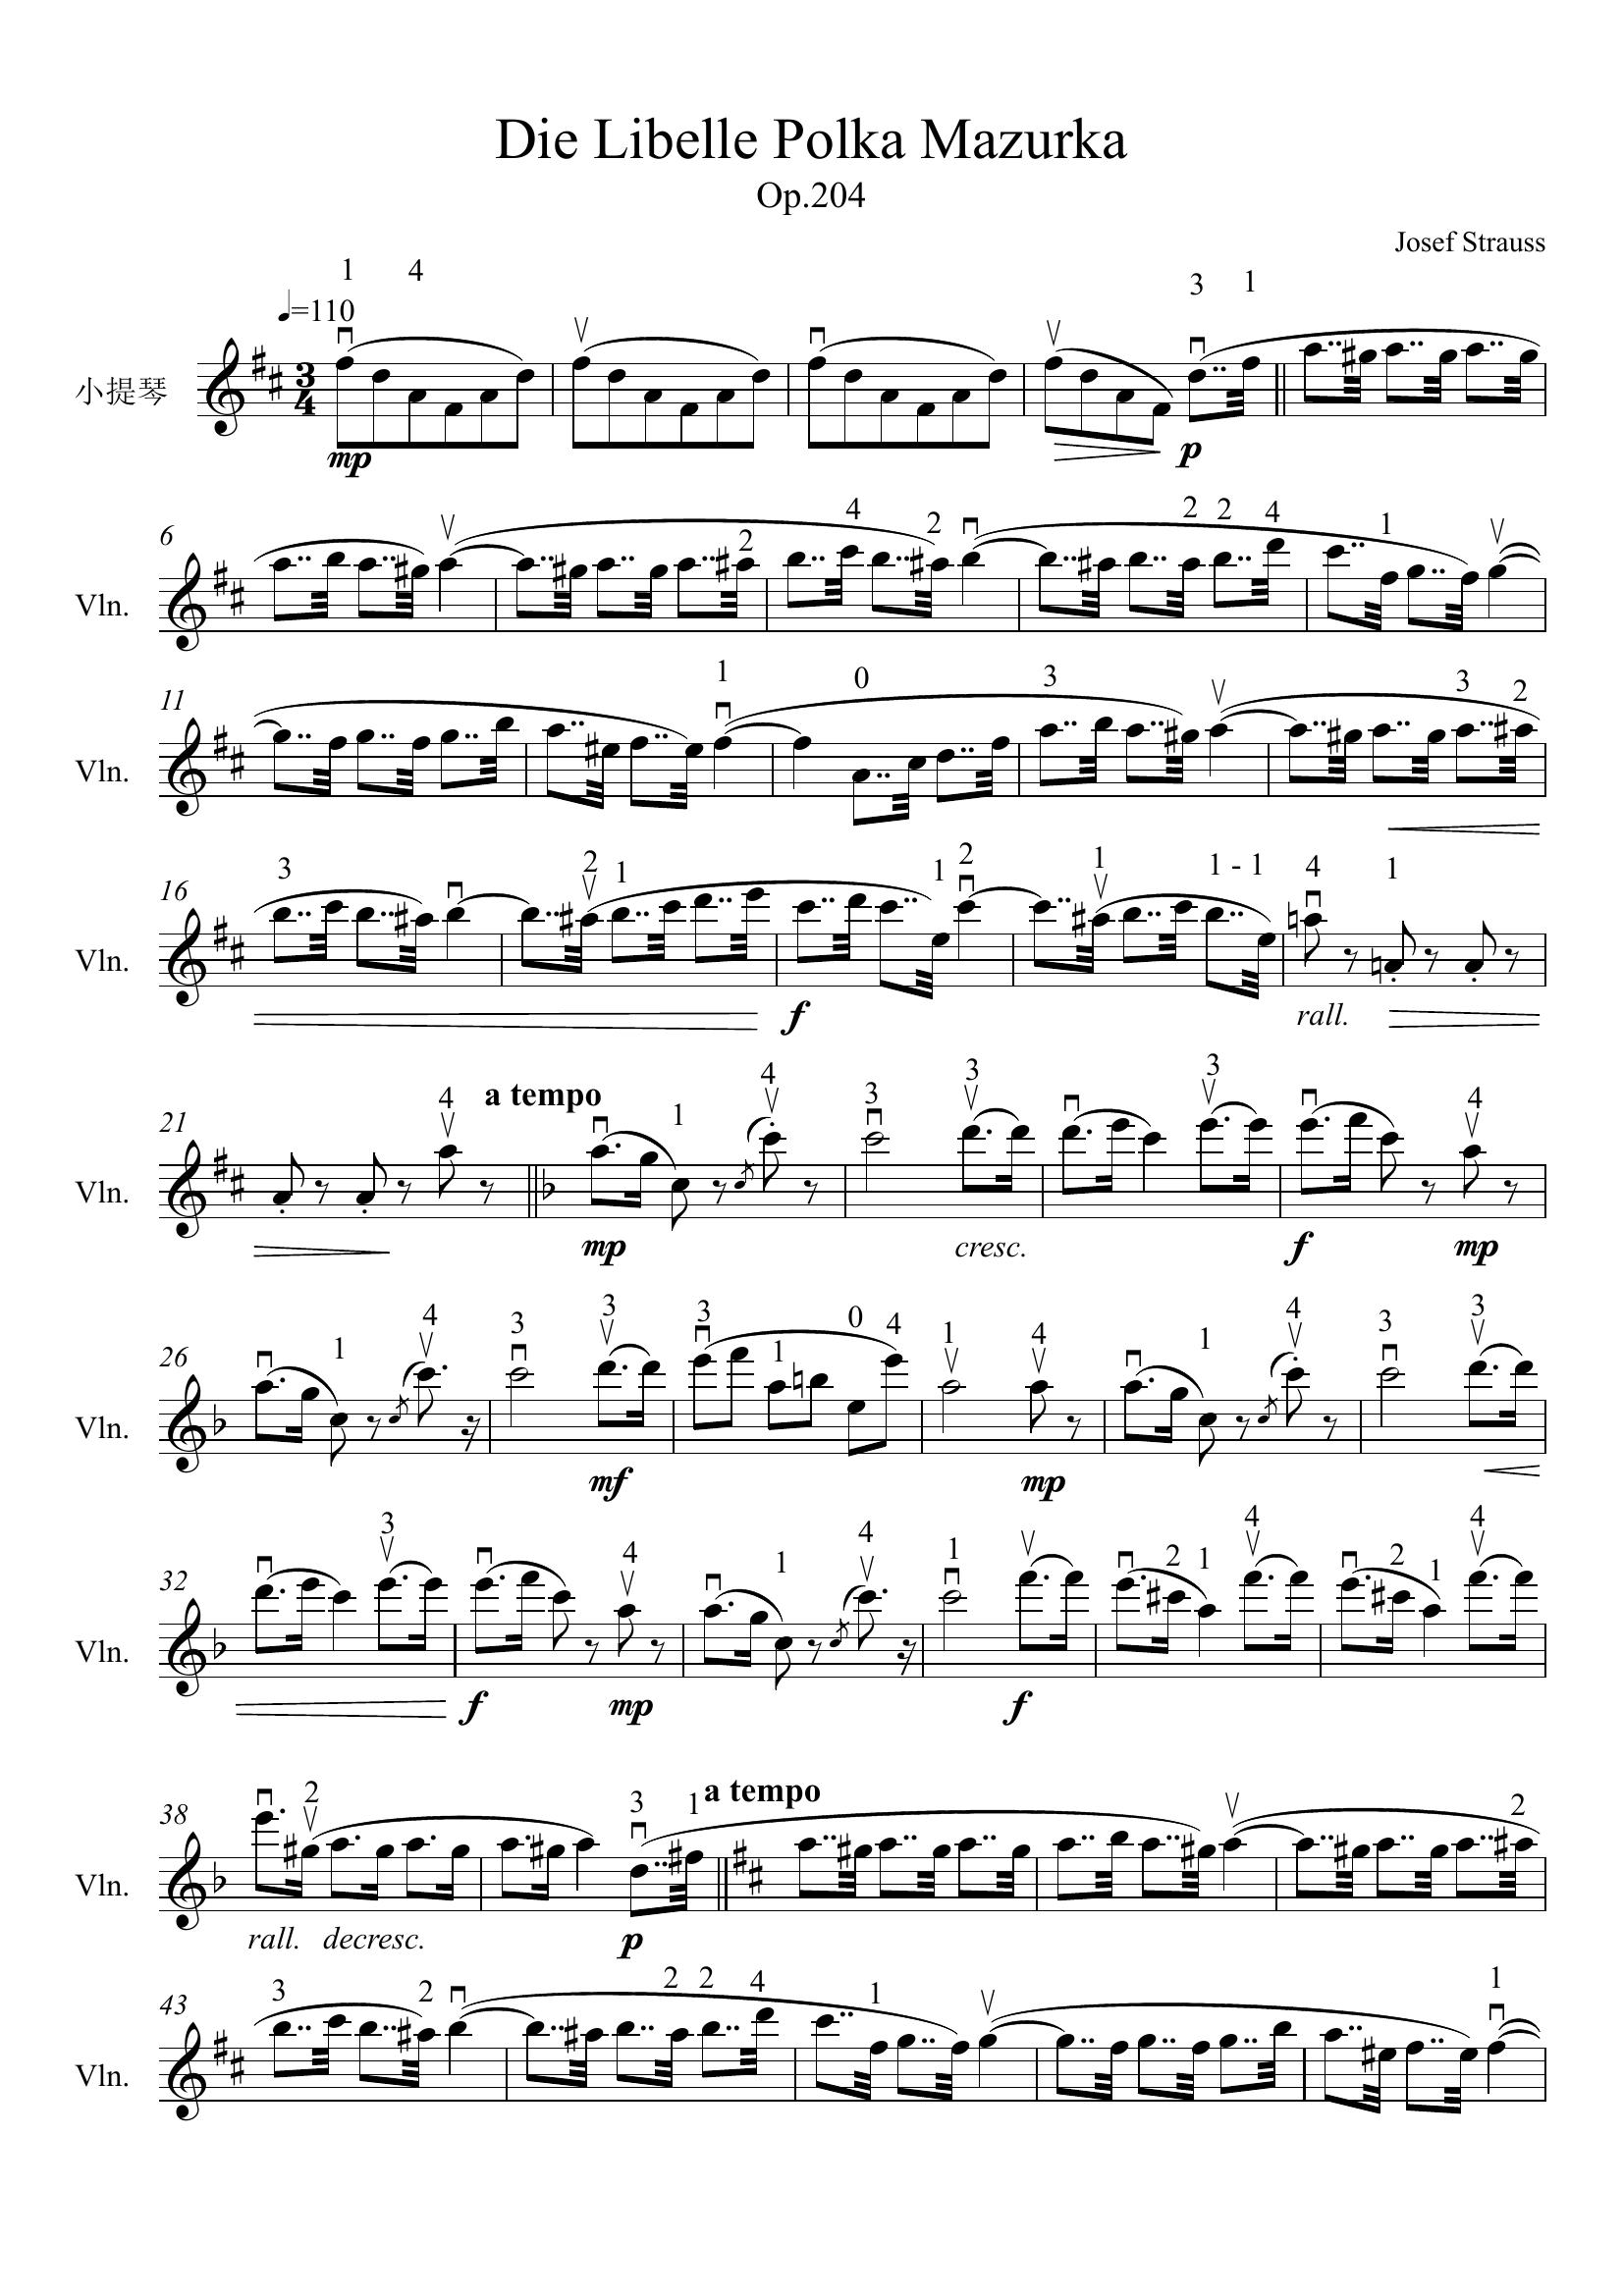 Die Libelle Polka Mazurka
Op.204
Josef Strauss
1 4
=110 3 1
小提琴 3 4
mp p
6 4 2 2 2 4 1
2
Vln.
11 1 0 3 3 2
Vln.
16 3 2 1 1 2 1 1 - 1 4 1
Vln.
f rall.
a tempo
21 4 1 4 3 3 3 4
Vln.
mp cresc. f mp
26 1 4 3 3 3 1 0 4 1 4 1 4 3 3
Vln.
mf mp
32 3 4 1 4 1 2 1 4 2 1 4
Vln.
f mp f
a tempo
38 2 3 1 2
Vln.
rall. decresc. p
43 3 2 2 2 4 1 1
Vln.